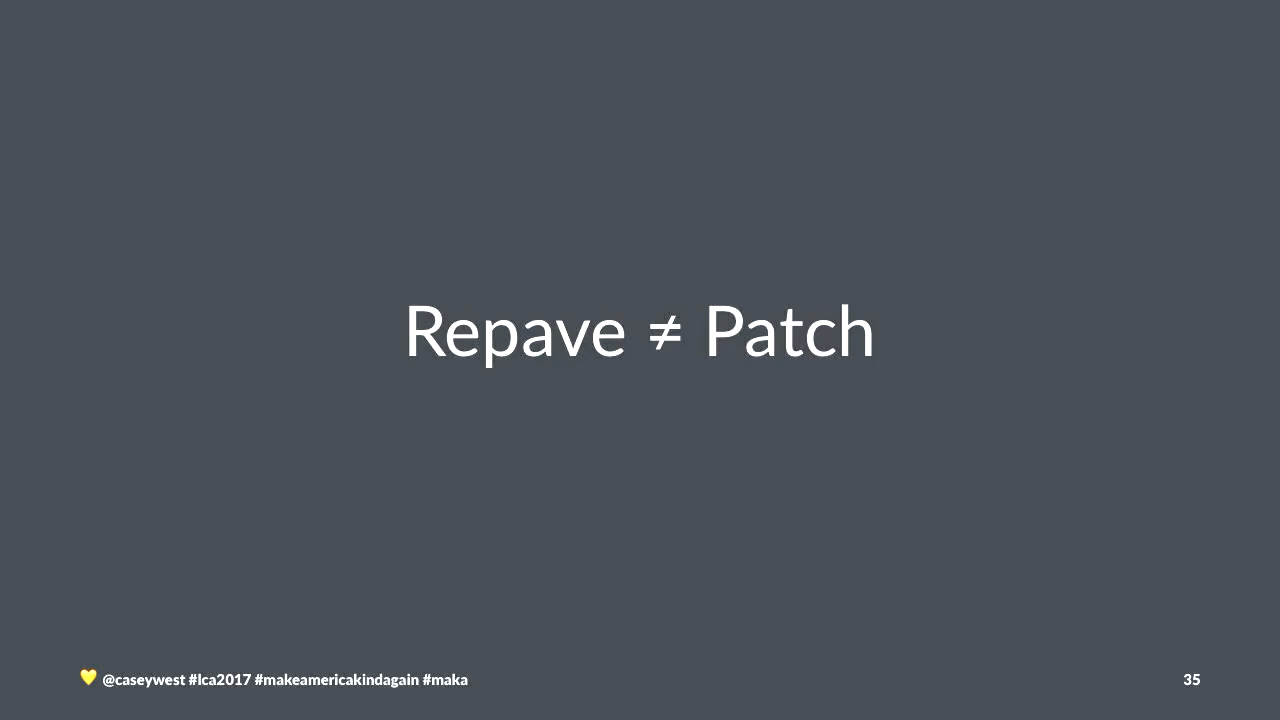 Repave ≠ Patch
💛 @caseywest #lca2017 #makeamericakindagain #maka
35